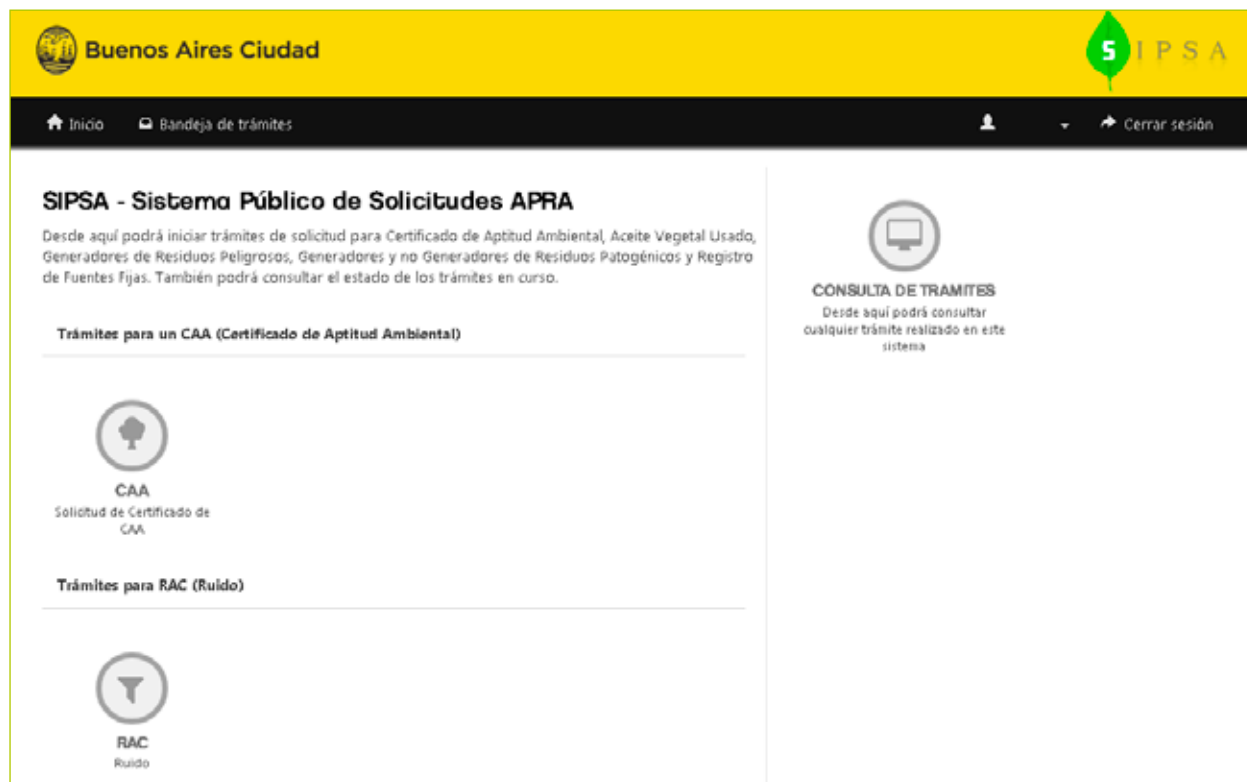 Buenos Aires Ciudad
S I P S A
Inicio
Bandeja de trámites
Cerrar sesión
SIPSA - Sistema Público de Solicitudes APRA
Desde aquí podrá iniciar trámites de solicitud para Certificado de Aptitud Ambiental, Aceite Vegetal Usado,
Generadores de Residuos Peligrosos, Generadores y no Generadores de Residuos Patogénicos y Registro
de Fuentes Fijas. También podrá consultar el estado de los trámites en curso.
Trámites para un CAA (Certificado de Aptitud Ambiental)
CAA
Solicitud de Certificado de
CAA
Trámites para RAC (Ruido)
RAC
Ruido
CONSULTA DE TRAMITES
Desde aquí podrá consultar
cualquier trámite realizado en este
sistema